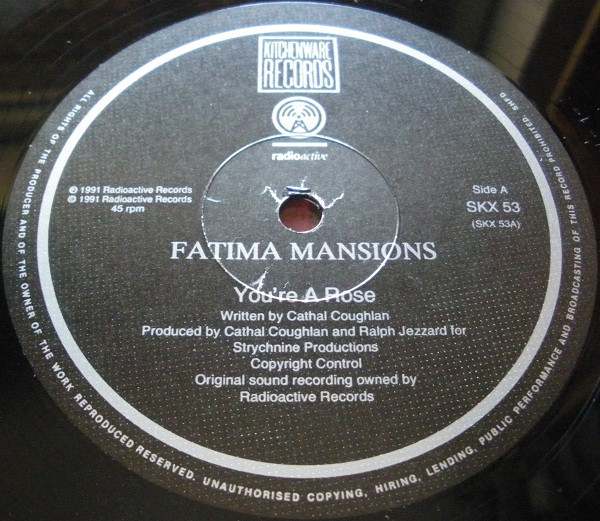 KITCHENWARE
RECORDS
radioactive
℗ 1991 Radioactive Records
© 1991 Radioactive Records
45 rpm
Side A
SKX 53
(SKX 53A)
FATIMA MANSIONS
You're A Rose
Written by Cathal Coughlan
Produced by Cathal Coughlan and Ralph Jezzard for
Strychnine Productions
Copyright Control
Original sound recording owned by
Radioactive Records
ALL RIGHTS OF THE PRODUCER AND OF THE OWNER OF THE WORK REPRODUCED RESERVED. UNAUTHORISED COPYING, HIRING, LENDING, PUBLIC PERFORMANCE AND BROADCASTING OF THIS RECORD PROHIBITED.